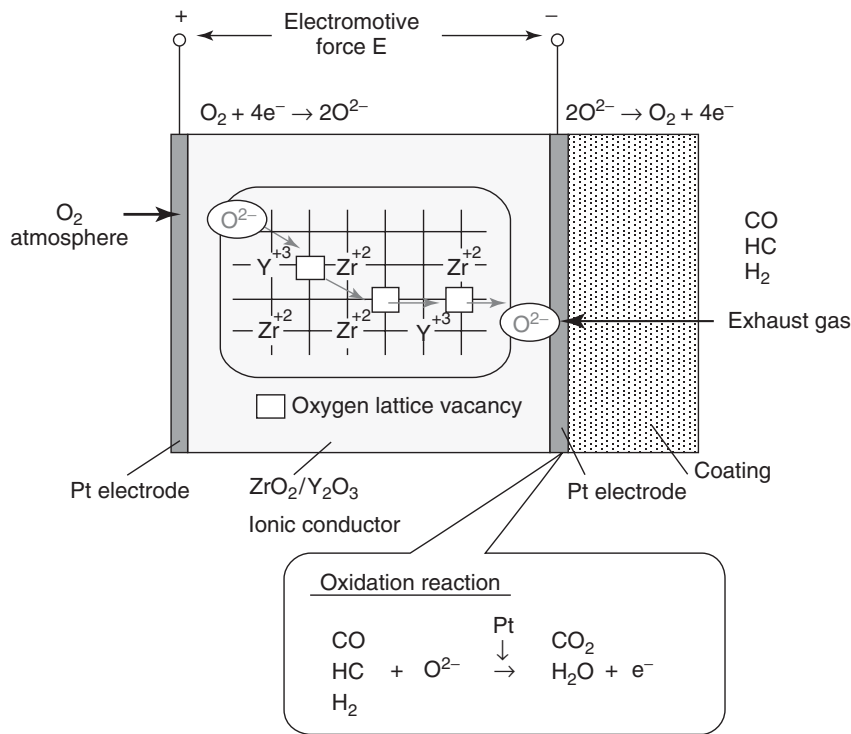 +
−
Electromotive
force E
O₂ + 4e⁻ → 2O²⁻
2O²⁻ → O₂ + 4e⁻
O₂
atmosphere
O²⁻
Y⁺³
Zr⁺²
Zr⁺²
Zr⁺²
Zr⁺²
Y⁺³
O²⁻
CO
HC
H₂
Exhaust gas
Oxygen lattice vacancy
Pt electrode
ZrO₂/Y₂O₃
Ionic conductor
Pt electrode
Coating
Oxidation reaction
Pt
↓
CO CO₂
HC + O²⁻ → H₂O + e⁻
H₂